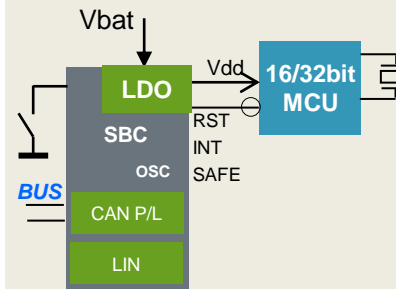 Vbat
LDO
Vdd
16/32bit
MCU
SBC
RST
INT
OSC
SAFE
BUS
CAN P/L
LIN